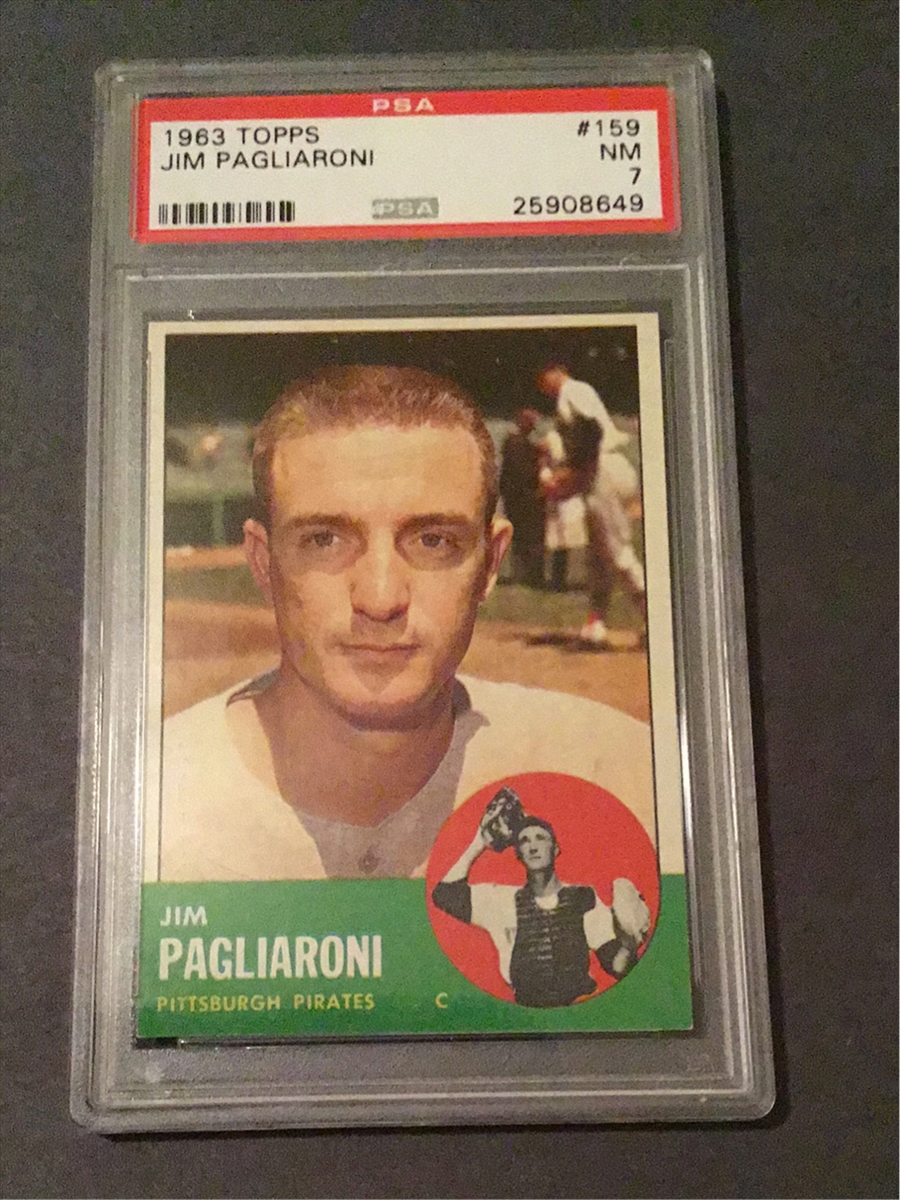 PSA
1963 TOPPS #159
JIM PAGLIARONI NM
7
PSA 25908649
JIM
PAGLIARONI
PITTSBURGH PIRATES C